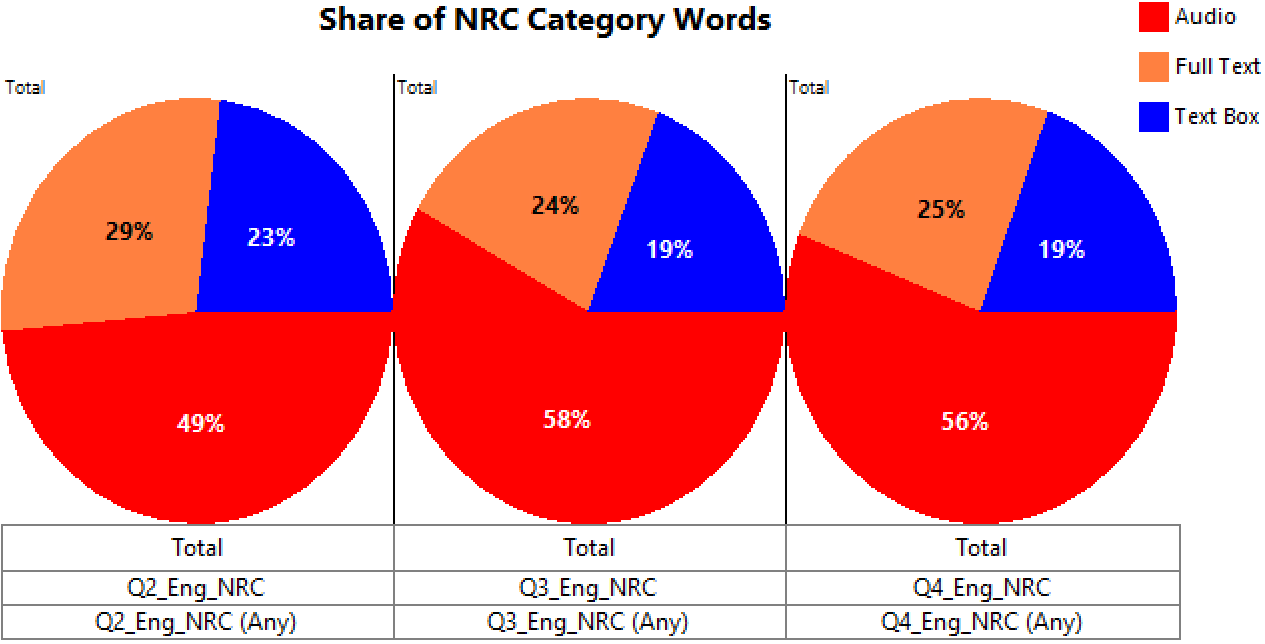 Share of NRC Category Words
Audio
Full Text
Text Box
Total
Total
Total
29%
23%
49%
24%
19%
58%
25%
19%
56%
Total
Total
Total
Q2_Eng_NRC
Q3_Eng_NRC
Q4_Eng_NRC
Q2_Eng_NRC (Any)
Q3_Eng_NRC (Any)
Q4_Eng_NRC (Any)